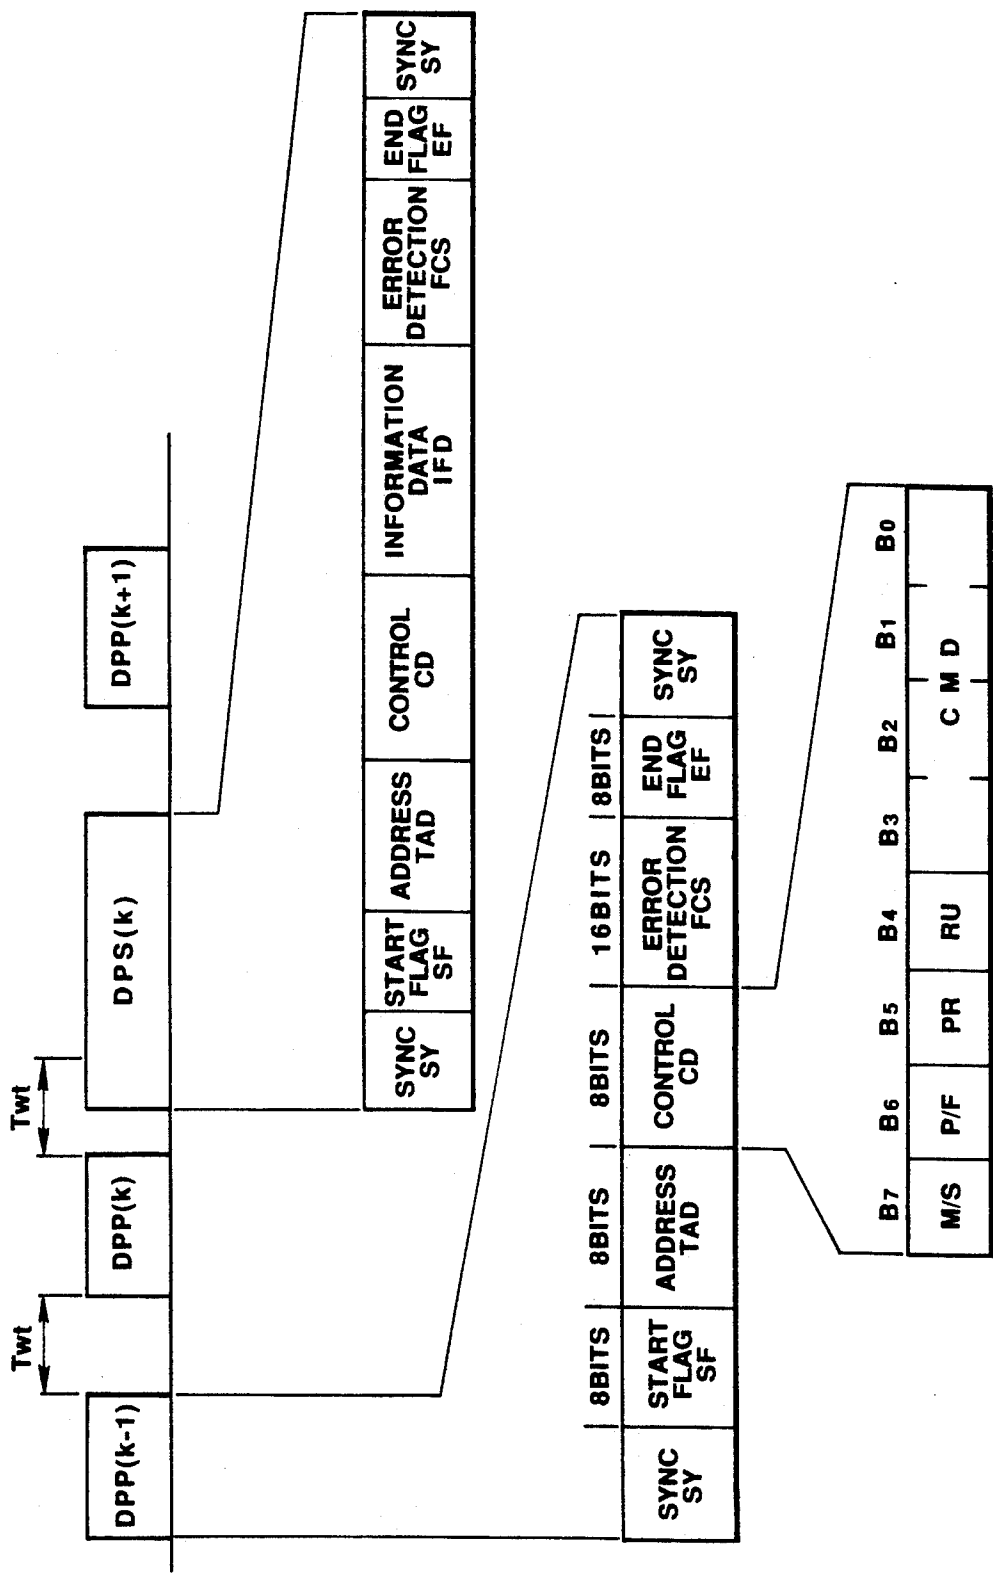 Twt
Twt
DPP(k-1)
DPP(k)
DPS(k)
DPP(k+1)
SYNC
SY
START
FLAG
SF
ADDRESS
TAD
CONTROL
CD
INFORMATION
DATA
IFD
ERROR
DETECTION
FCS
END
FLAG
EF
SYNC
SY
8BITS
8BITS
8BITS
16BITS
8BITS
SYNC
SY
START
FLAG
SF
ADDRESS
TAD
CONTROL
CD
ERROR
DETECTION
FCS
END
FLAG
EF
SYNC
SY
B7
B6
B5
B4
B3
B2
B1
B0
M/S
P/F
PR
RU
C M D